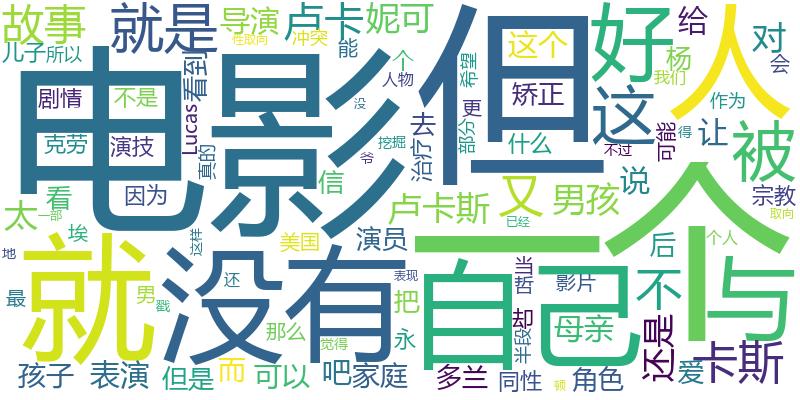 故事
就是
导演
卢卡
妮可
好
人
给
对
会
儿子
所以
性取向
冲突
能
这个
杨
我们
电影
但
看到
个
人物
希望
矫正
这
作为
剧情
不是
Lucas
没
更
得
让
可能
被
克劳
演技
真的
挖掘
爷
去
治疗
部分
什么
不过
看
因为
信
又
男孩
说
宗教
取向
太
一部
埃
卢卡斯
已经
一个
与
地
这样
美国
演员
后
个人
就
没有
自己
不
最
男
戳
还
表现
把
当
哲
影片
那么
觉得
永
却
半段
母亲
还是
卡斯
孩子
表演
但是
而
可以
吧
家庭
多兰
同性
顿
角色
爱